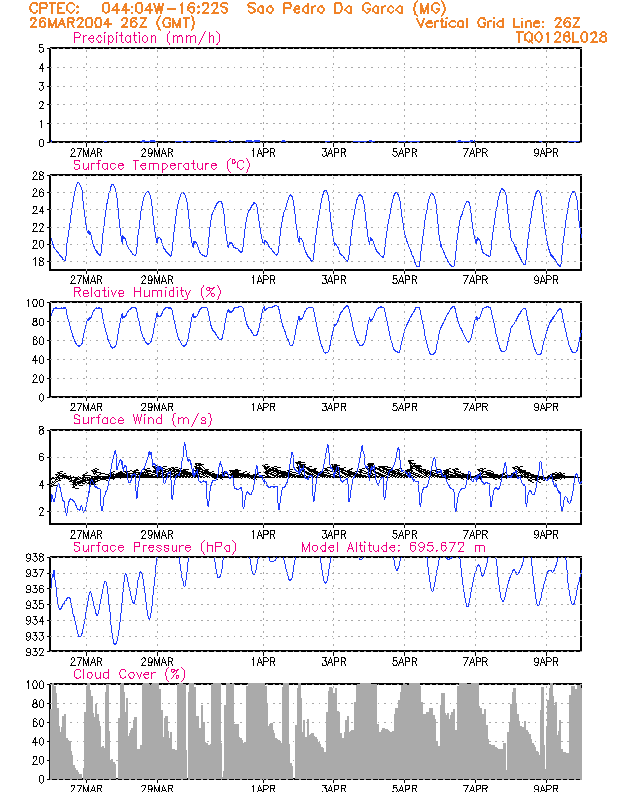 CPTEC: 044:04W-16:22S Sao Pedro Da Garca (MG)
26MAR2004 26Z (GMT) Vertical Grid Line: 26Z
Precipitation (mm/h) TQ0126L028
5
4
3
2
1
0
27MAR 29MAR 1APR 3APR 5APR 7APR 9APR
Surface Temperature (°C)
28
26
24
22
20
18
27MAR 29MAR 1APR 3APR 5APR 7APR 9APR
Relative Humidity (%)
100
80
60
40
20
0
27MAR 29MAR 1APR 3APR 5APR 7APR 9APR
Surface Wind (m/s)
8
6
4
2
27MAR 29MAR 1APR 3APR 5APR 7APR 9APR
Surface Pressure (hPa) Model Altitude: 695.672 m
938
937
936
935
934
933
932
27MAR 29MAR 1APR 3APR 5APR 7APR 9APR
Cloud Cover (%)
100
80
60
40
20
0
27MAR 29MAR 1APR 3APR 5APR 7APR 9APR